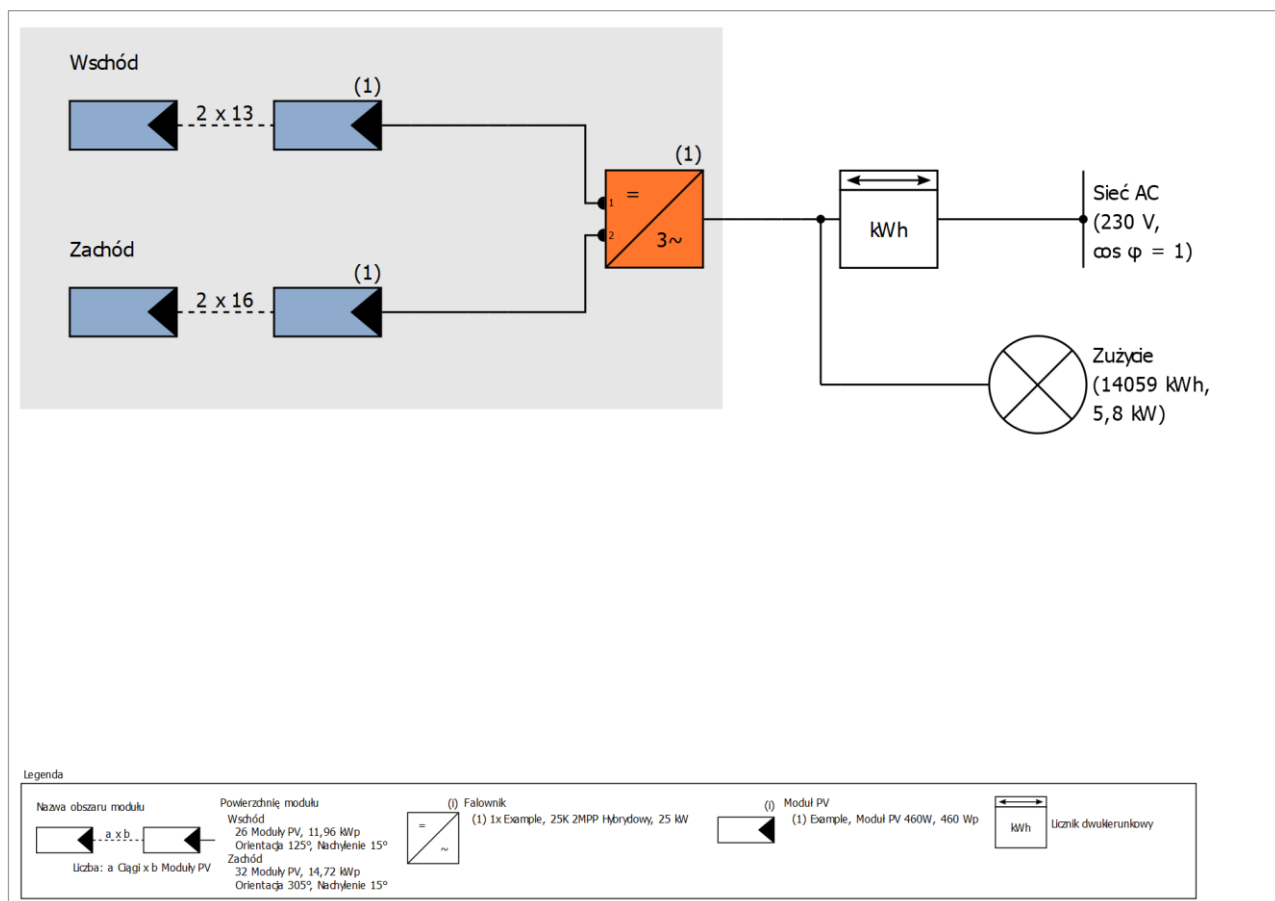 Wschód
(1)
2 x 13
(1)
1
=
2
3~
Zachód
(1)
2 x 16
kWh
Sieć AC
(230 V,
cos φ = 1)
Zużycie
(14059 kWh,
5,8 kW)
Legenda
Nazwa obszaru modułu
a x b
Liczba: a Ciągi x b Moduły PV
Powierzchnię modułu
Wschód
26 Moduły PV, 11,96 kWp
Orientacja 125°, Nachylenie 15°
Zachód
32 Moduły PV, 14,72 kWp
Orientacja 305°, Nachylenie 15°
=
~
(i) Falownik
(1) 1x Example, 25K 2MPP Hybrydowy, 25 kW
(i) Moduł PV
(1) Example, Moduł PV 460W, 460 Wp
kWh
Licznik dwukierunkowy